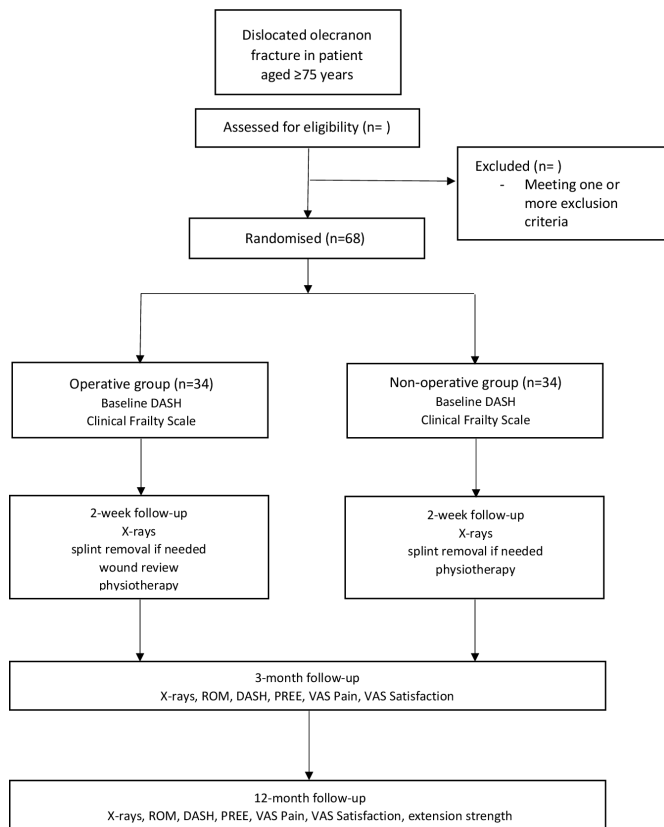 Dislocated olecranon
fracture in patient
aged ≥75 years
Assessed for eligibility (n= )
Excluded (n= )
- Meeting one or
more exclusion
criteria
Randomised (n=68)
Operative group (n=34)
Baseline DASH
Clinical Frailty Scale
Non-operative group (n=34)
Baseline DASH
Clinical Frailty Scale
2-week follow-up
X-rays
splint removal if needed
wound review
physiotherapy
2-week follow-up
X-rays
splint removal if needed
physiotherapy
3-month follow-up
X-rays, ROM, DASH, PREE, VAS Pain, VAS Satisfaction
12-month follow-up
X-rays, ROM, DASH, PREE, VAS Pain, VAS Satisfaction, extension strength